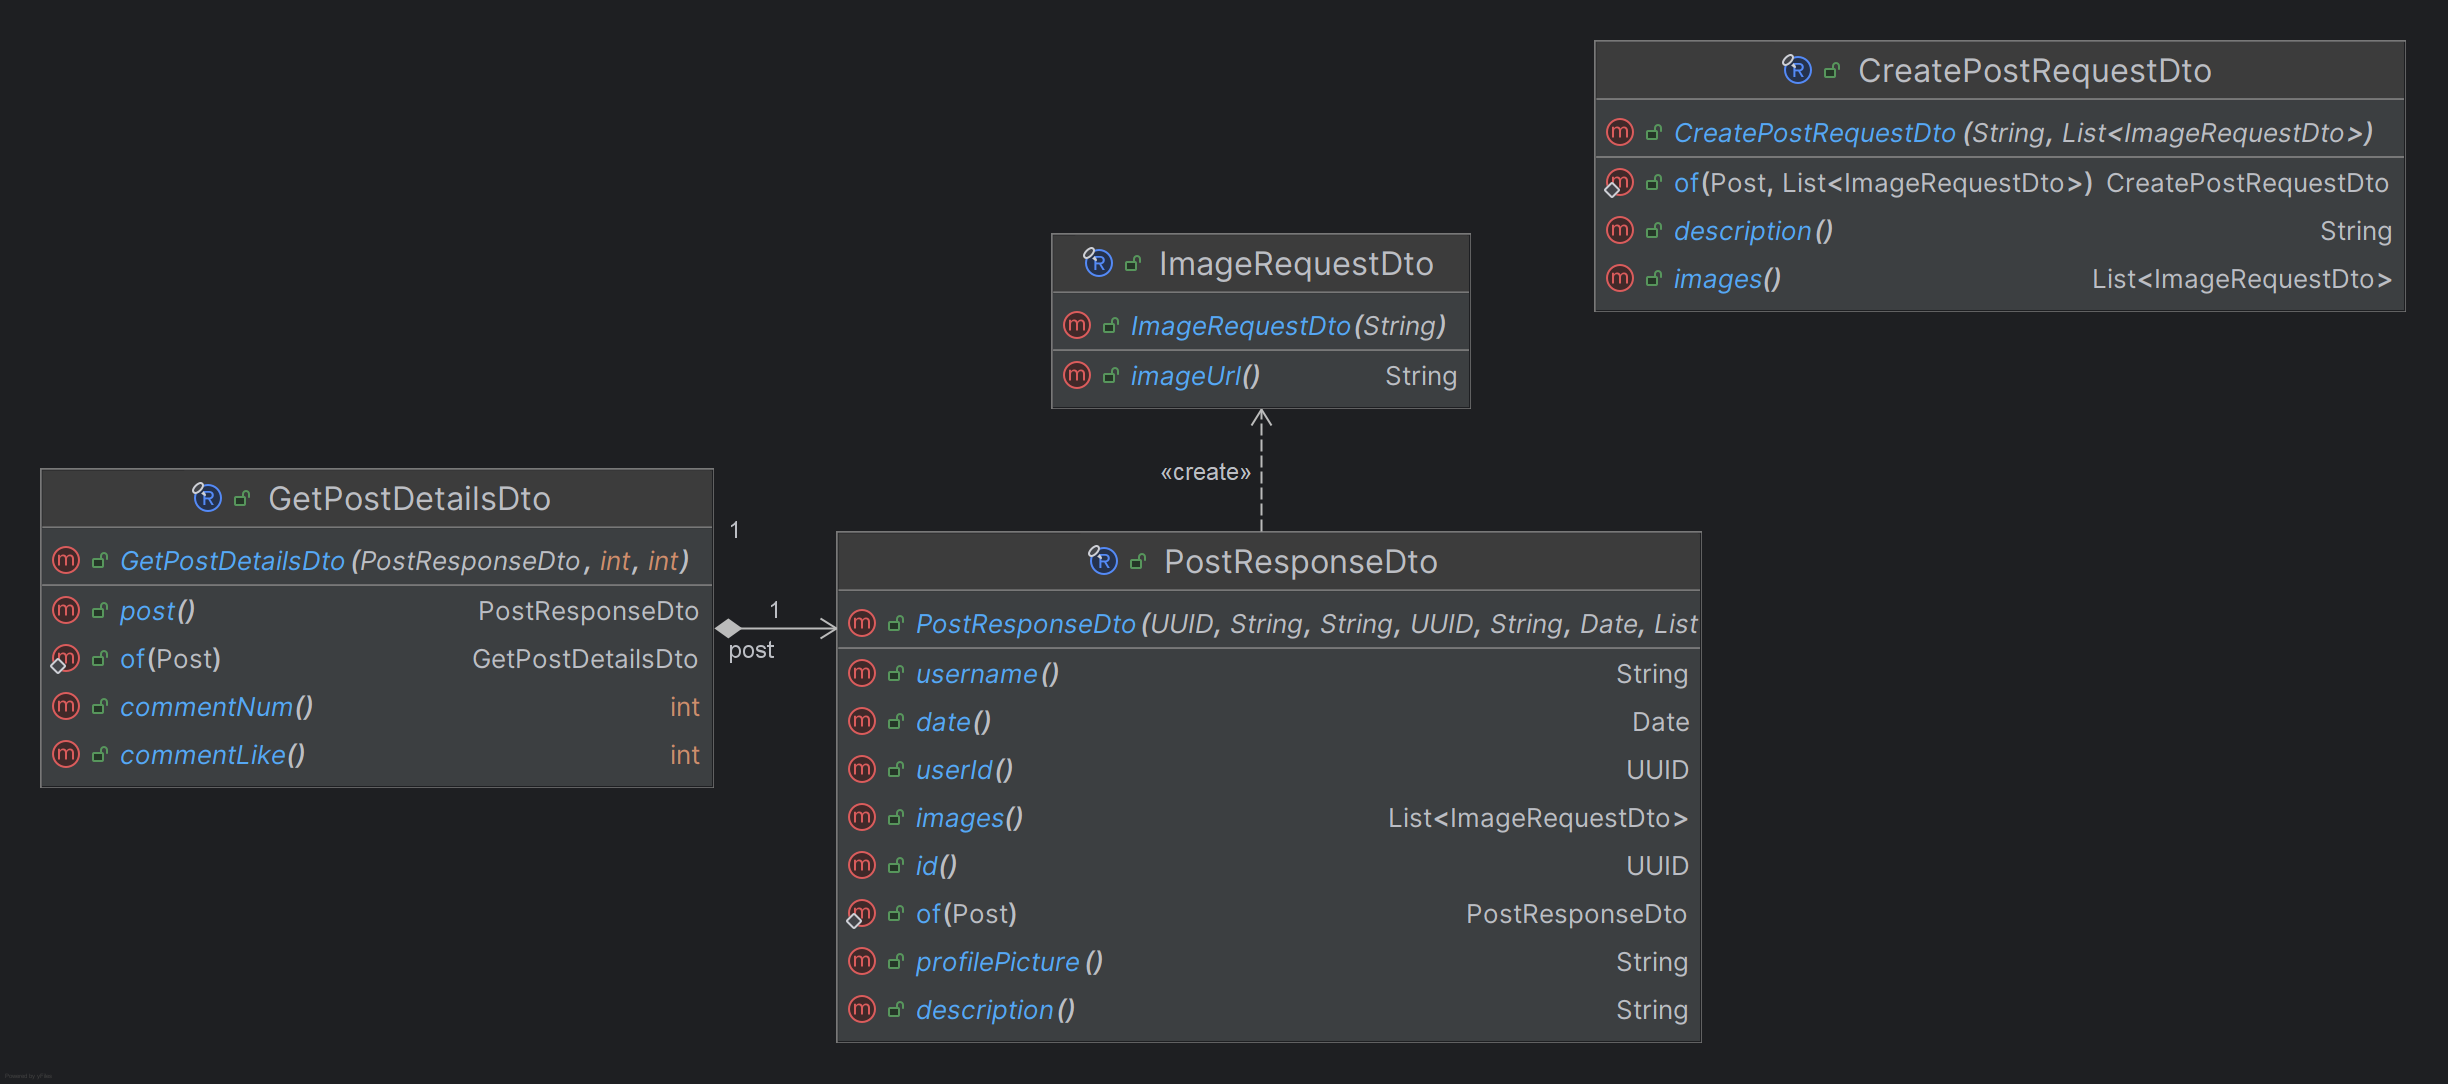 CreatePostRequestDto
CreatePostRequestDto(String, List<ImageRequestDto>)
of(Post, List<ImageRequestDto>) CreatePostRequestDto
description() String
images() List<ImageRequestDto>
ImageRequestDto
ImageRequestDto(String)
imageUrl() String
«create»
GetPostDetailsDto
GetPostDetailsDto(PostResponseDto, int, int)
post() PostResponseDto
of(Post) GetPostDetailsDto
commentNum() int
commentLike() int
1
1
post
PostResponseDto
PostResponseDto(UUID, String, String, UUID, String, Date, List
username() String
date() Date
userId() UUID
images() List<ImageRequestDto>
id() UUID
of(Post) PostResponseDto
profilePicture() String
description() String
Powered by yFiles